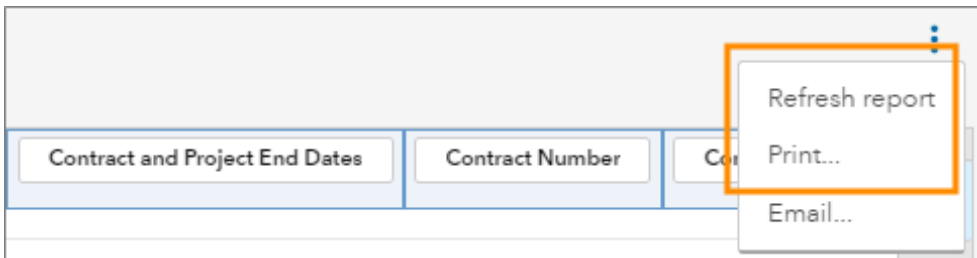 Refresh report
Contract and Project End Dates Contract Number
Print...
Email...